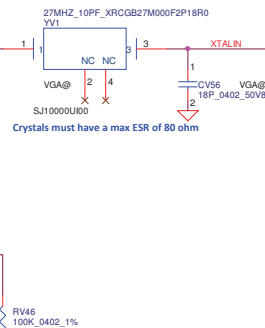 27MHZ_10PF_XRCGB27M000F2P18R0
YV1
1 1 3 3 XTALIN
NC NC
VGA@ 2 4
SJ10000UI00
1
CV56 VGA@
18P_0402_50V8
2
Crystals must have a max ESR of 80 ohm
RV46
100K_0402_1%